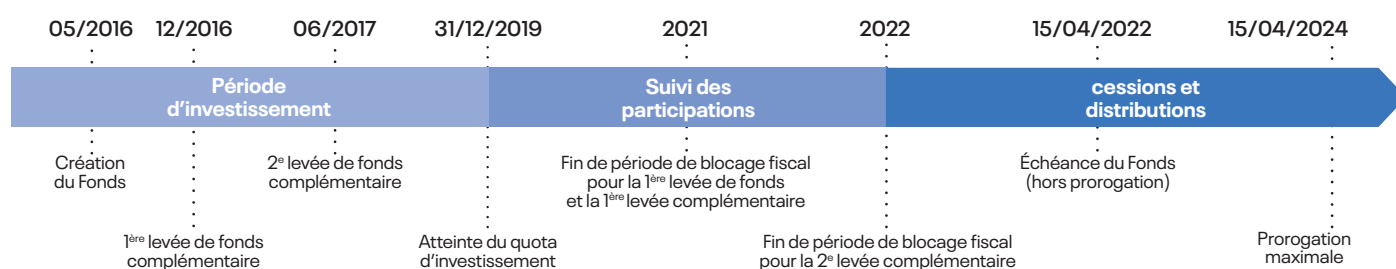 05/2016 12/2016 06/2017 31/12/2019 2021 2022 15/04/2022 15/04/2024
Période
d’investissement
Suivi des
participations
cessions et
distributions
Création
du Fonds
2e levée de fonds
complémentaire
Fin de période de blocage fiscal
pour la 1ère levée de fonds
et la 1ère levée complémentaire
Échéance du Fonds
(hors prorogation)
1ère levée de fonds
complémentaire
Atteinte du quota
d’investissement
Fin de période de blocage fiscal
pour la 2e levée complémentaire
Prorogation
maximale